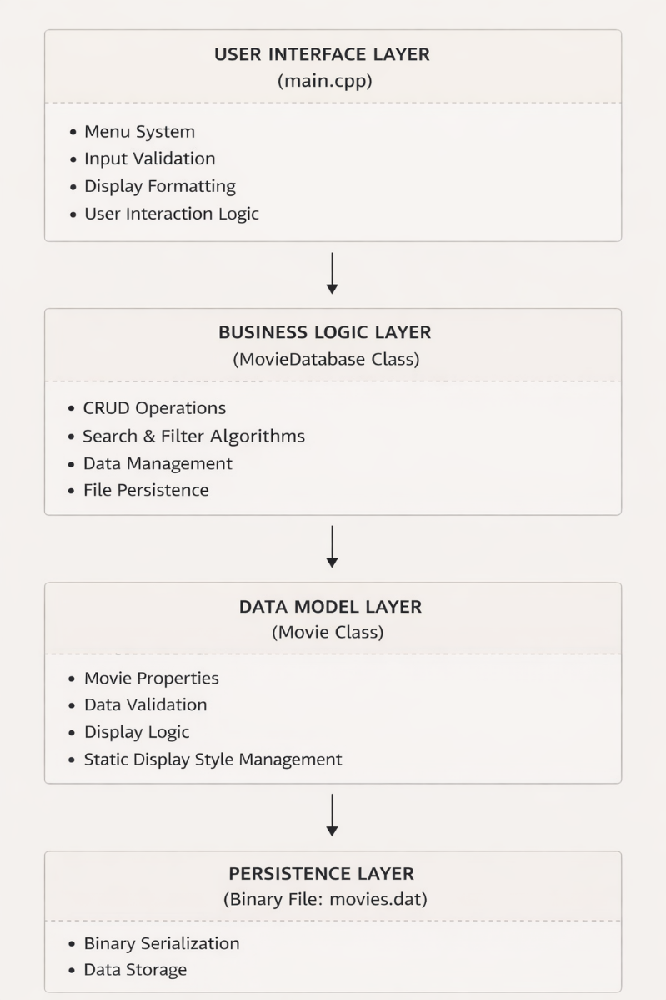 USER INTERFACE LAYER
(main.cpp)
• Menu System
• Input Validation
• Display Formatting
• User Interaction Logic
BUSINESS LOGIC LAYER
(MovieDatabase Class)
• CRUD Operations
• Search & Filter Algorithms
• Data Management
• File Persistence
DATA MODEL LAYER
(Movie Class)
• Movie Properties
• Data Validation
• Display Logic
• Static Display Style Management
PERSISTENCE LAYER
(Binary File: movies.dat)
• Binary Serialization
• Data Storage